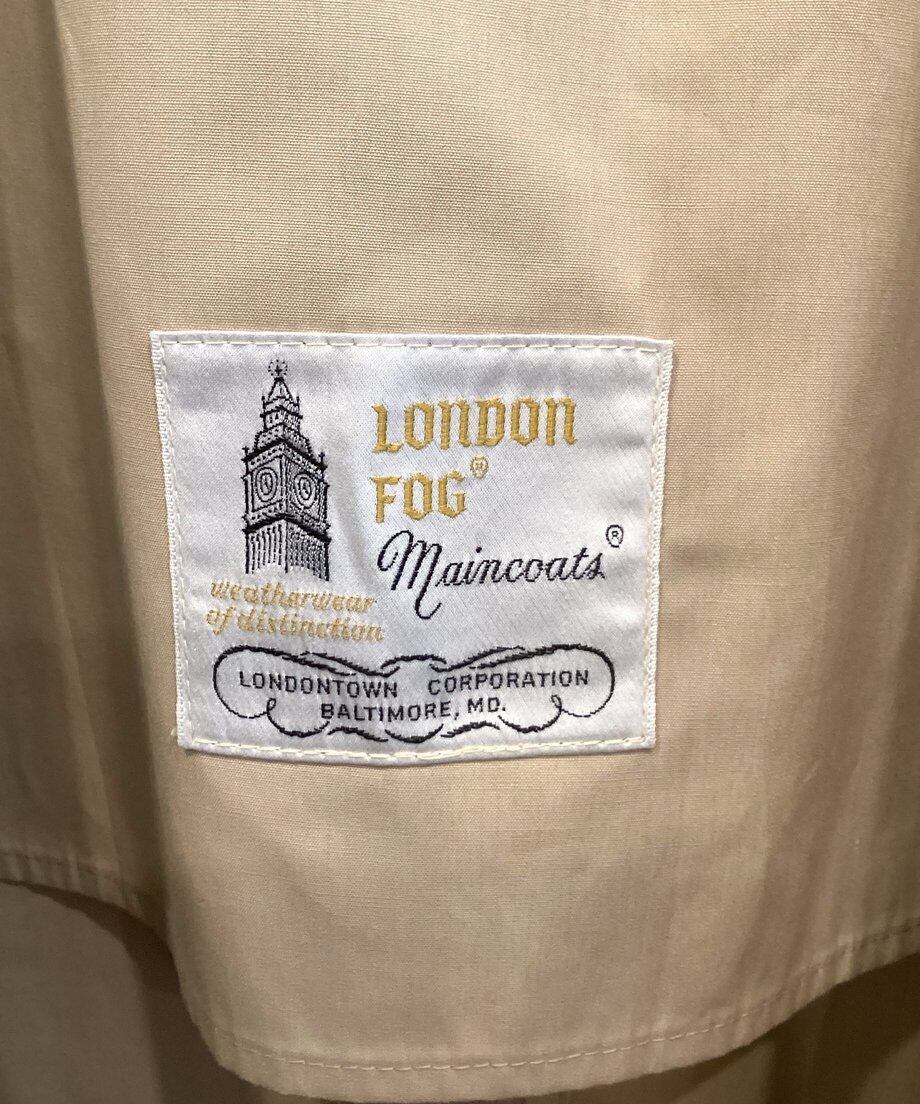 LONDON
FOG®
Maincoats®
weatherwear
of distinction
LONDONTOWN CORPORATION
BALTIMORE, MD.